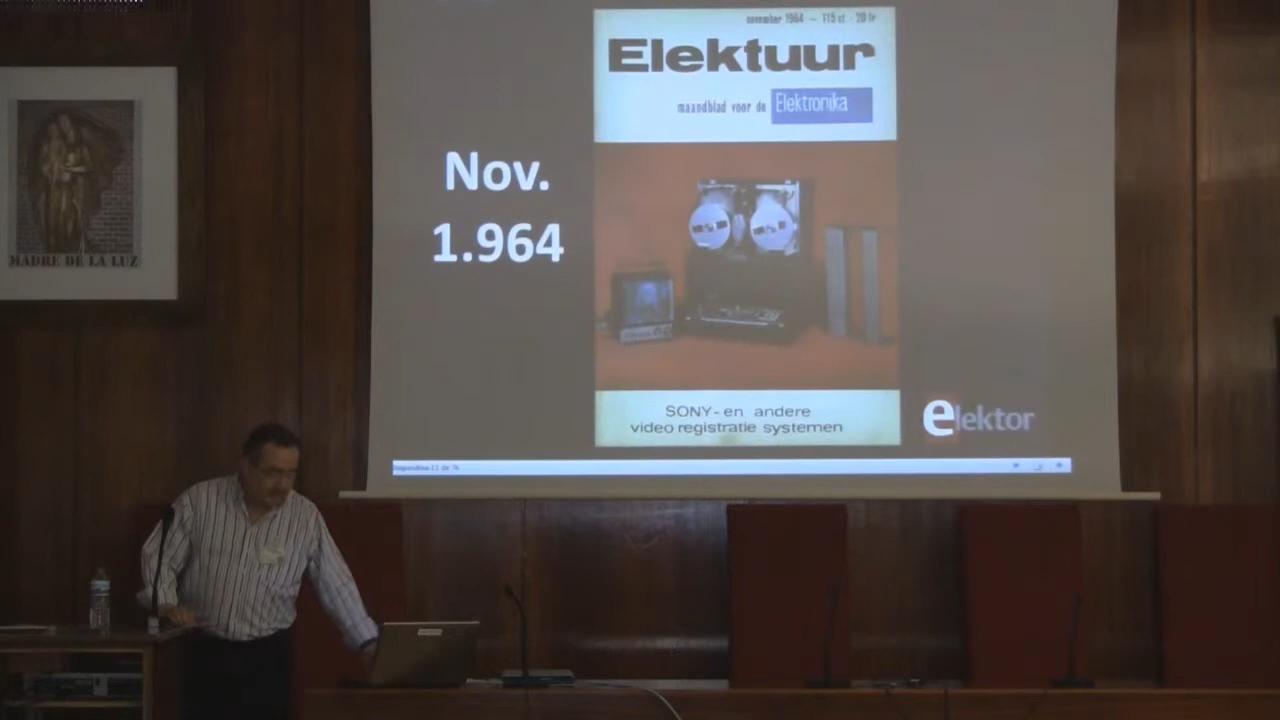 november 1964 - 115 ct - 20 fr
Elektuur
maandblad voor de Elektronika
Nov.
1.964
MADRE DE LA LUZ
SONY-en andere
video registratie systemen
elektor